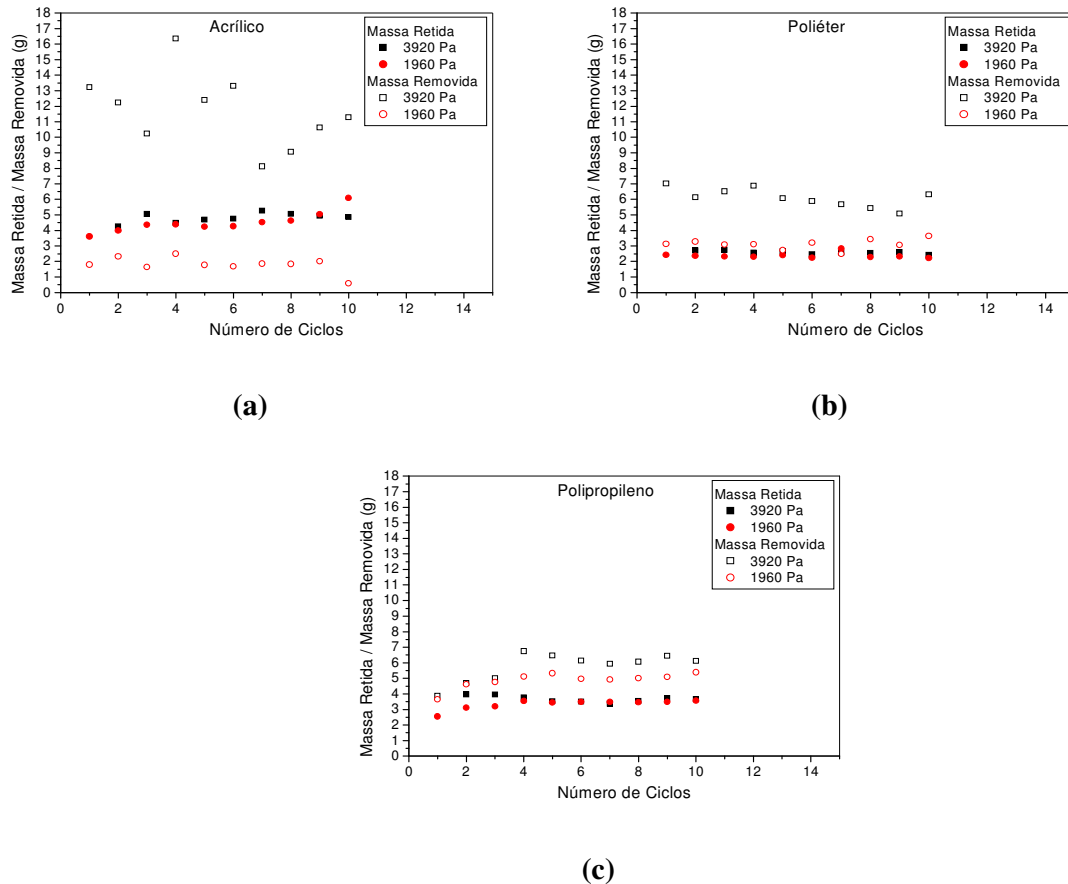 Acrílico
Massa Retida
3920 Pa
1960 Pa
Massa Removida
3920 Pa
1960 Pa
Massa Retida / Massa Removida (g)
18
17
16
15
14
13
12
11
10
9
8
7
6
5
4
3
2
1
0
0 2 4 6 8 10 12 14
Número de Ciclos
(a)
Poliéter
Massa Retida
3920 Pa
1960 Pa
Massa Removida
3920 Pa
1960 Pa
Massa Retida / Massa Removida (g)
18
17
16
15
14
13
12
11
10
9
8
7
6
5
4
3
2
1
0
0 2 4 6 8 10 12 14
Número de Ciclos
(b)
Polipropileno
Massa Retida
3920 Pa
1960 Pa
Massa Removida
3920 Pa
1960 Pa
Massa Retida / Massa Removida (g)
18
17
16
15
14
13
12
11
10
9
8
7
6
5
4
3
2
1
0
0 2 4 6 8 10 12 14
Número de Ciclos
(c)